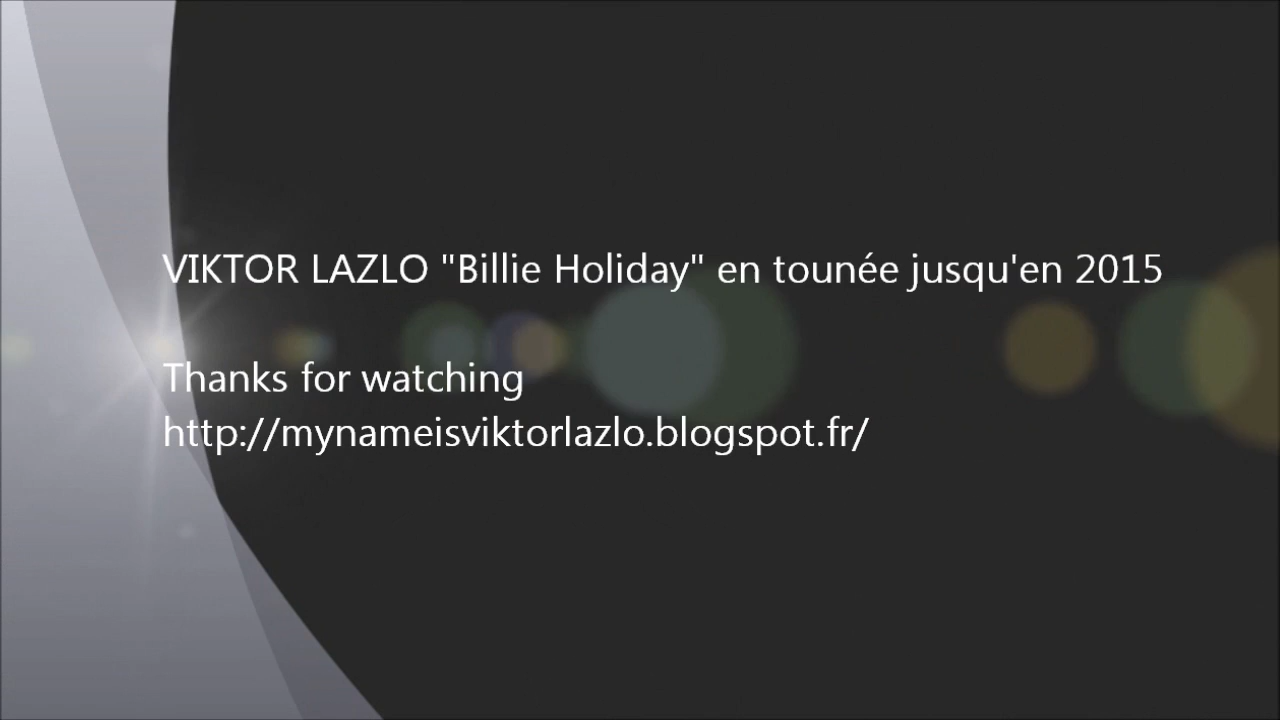 VIKTOR LAZLO "Billie Holiday" en tounée jusqu'en 2015
Thanks for watching
http://mynameisviktorlazlo.blogspot.fr/